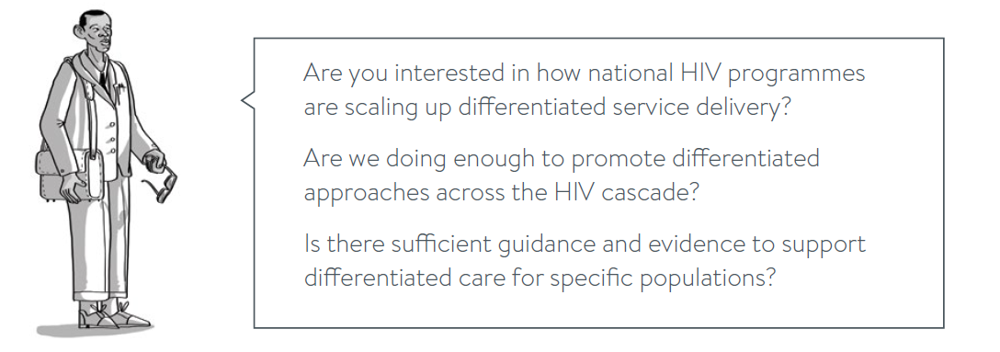 Are you interested in how national HIV programmes
are scaling up differentiated service delivery?
Are we doing enough to promote differentiated
approaches across the HIV cascade?
Is there sufficient guidance and evidence to support
differentiated care for specific populations?